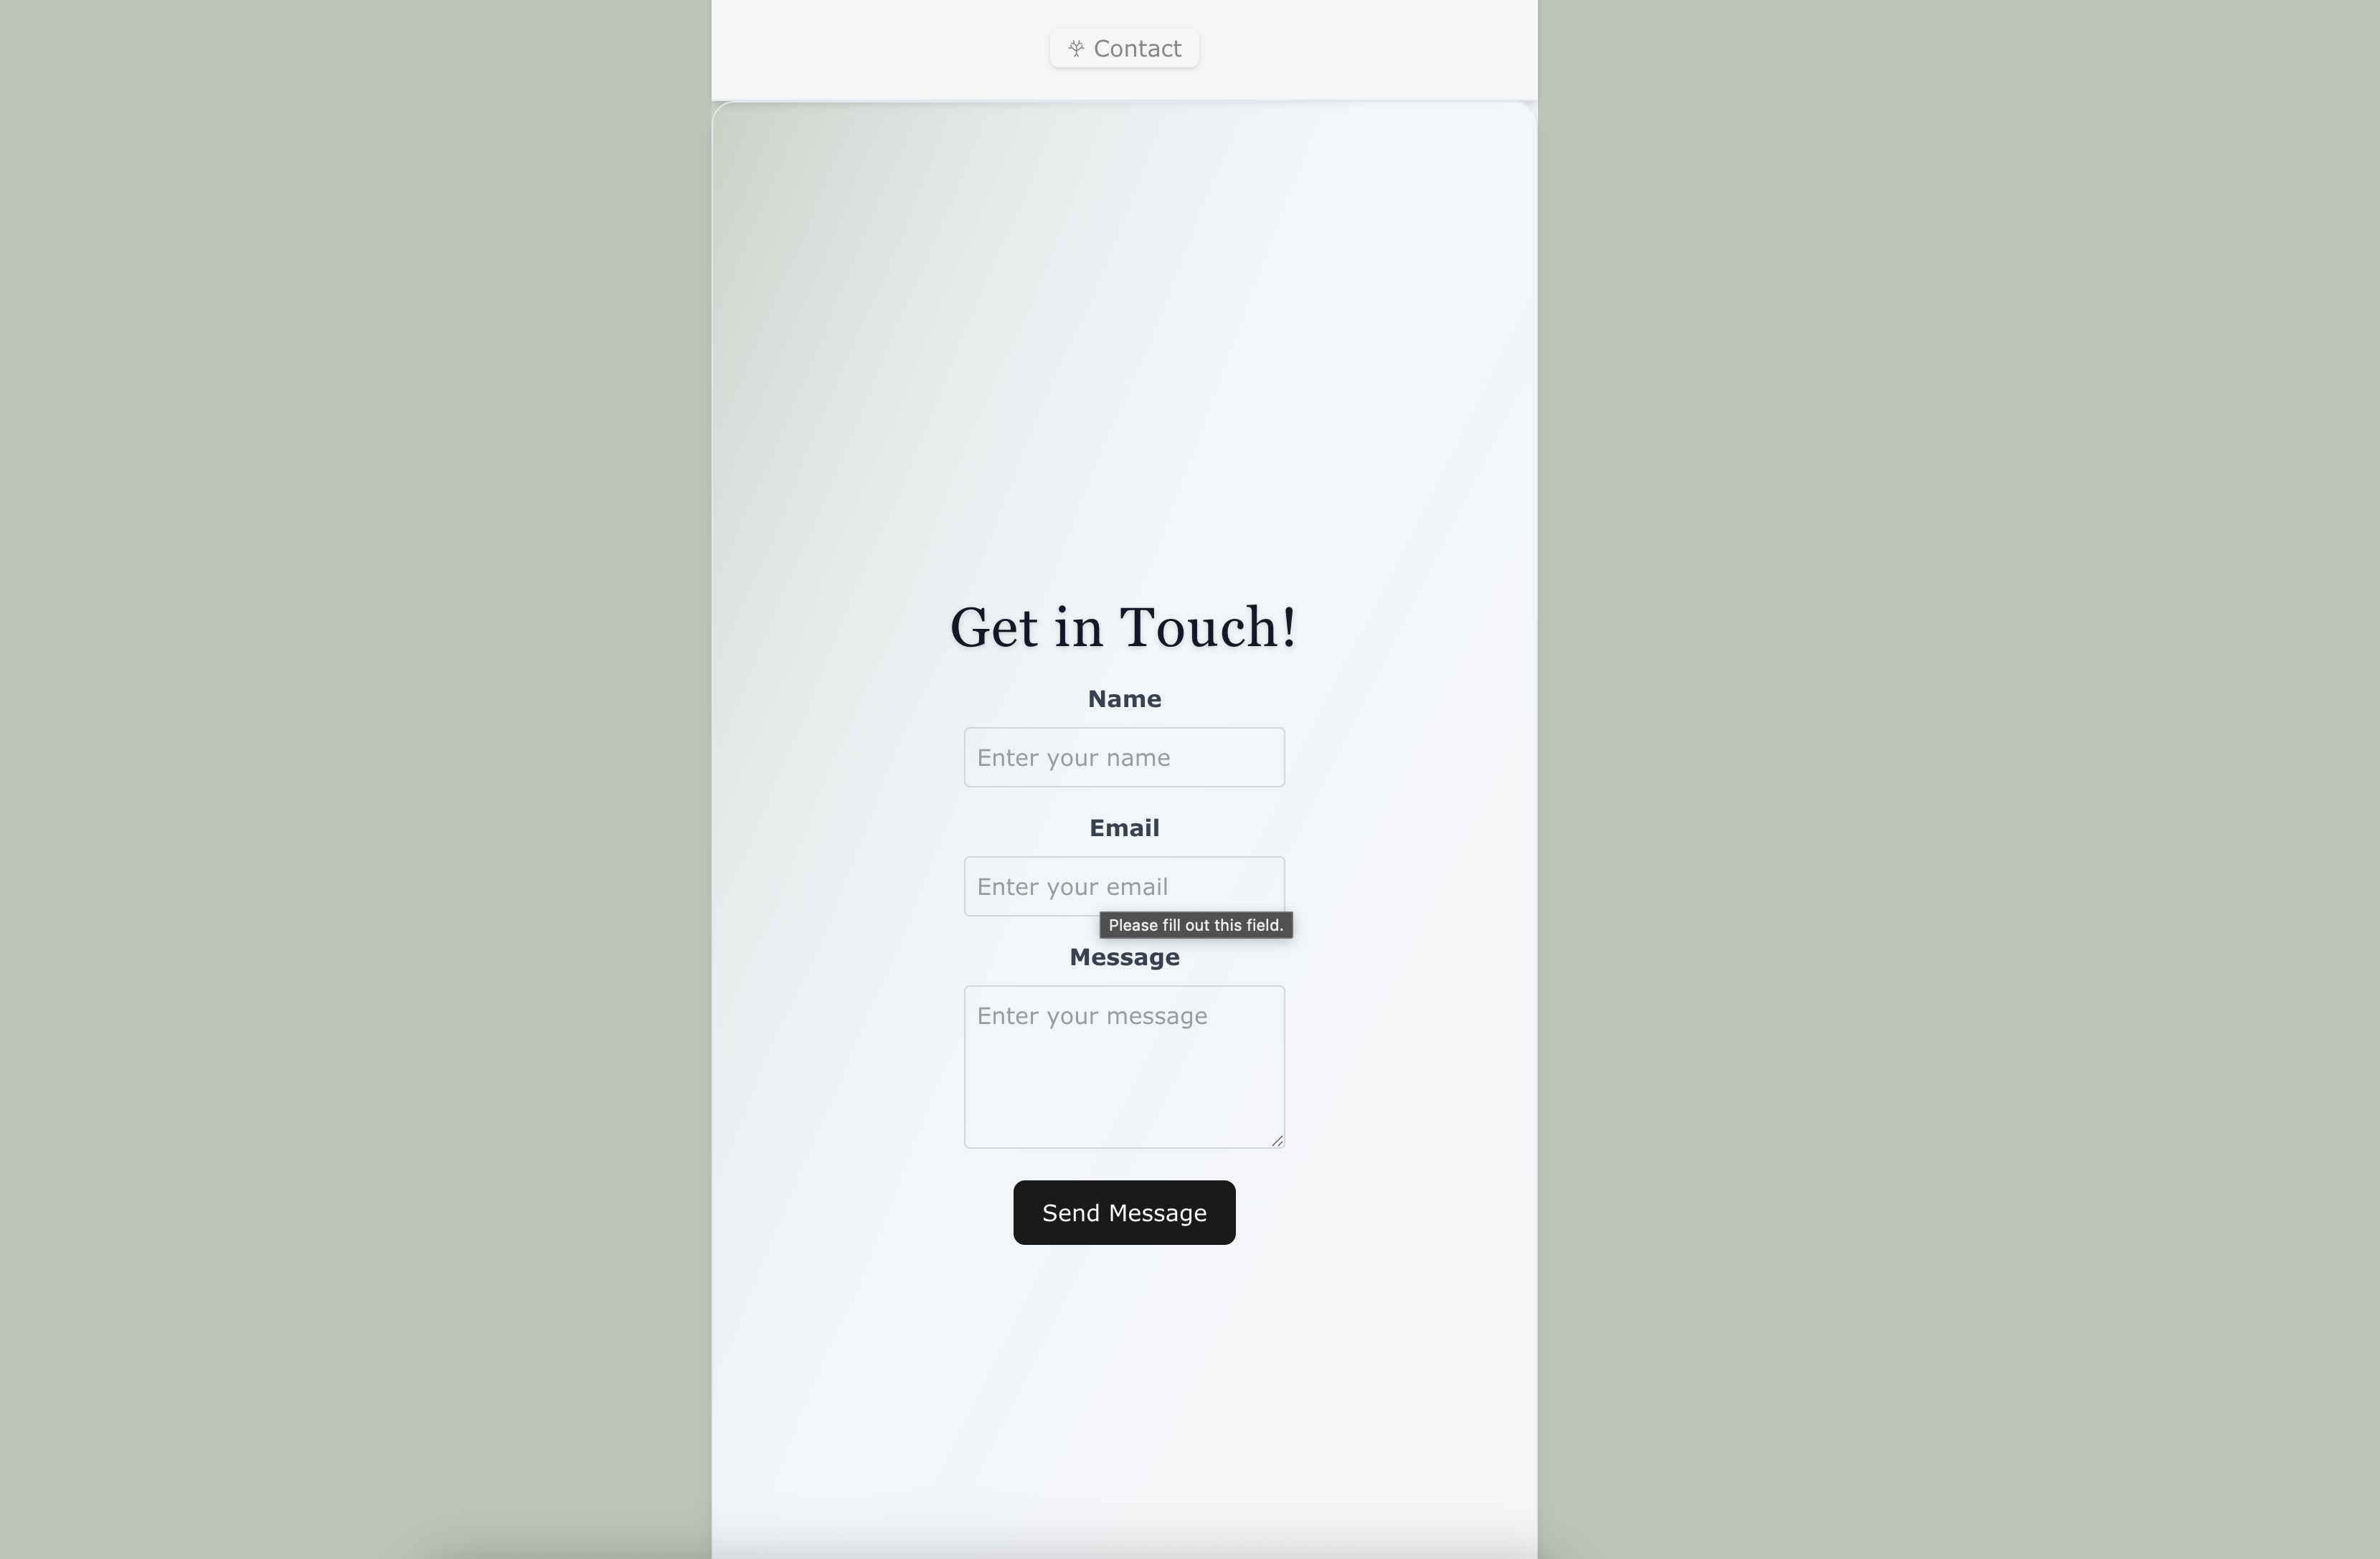 Contact
Get in Touch!
Name
Enter your name
Email
Enter your email
Please fill out this field.
Message
Enter your message
Send Message